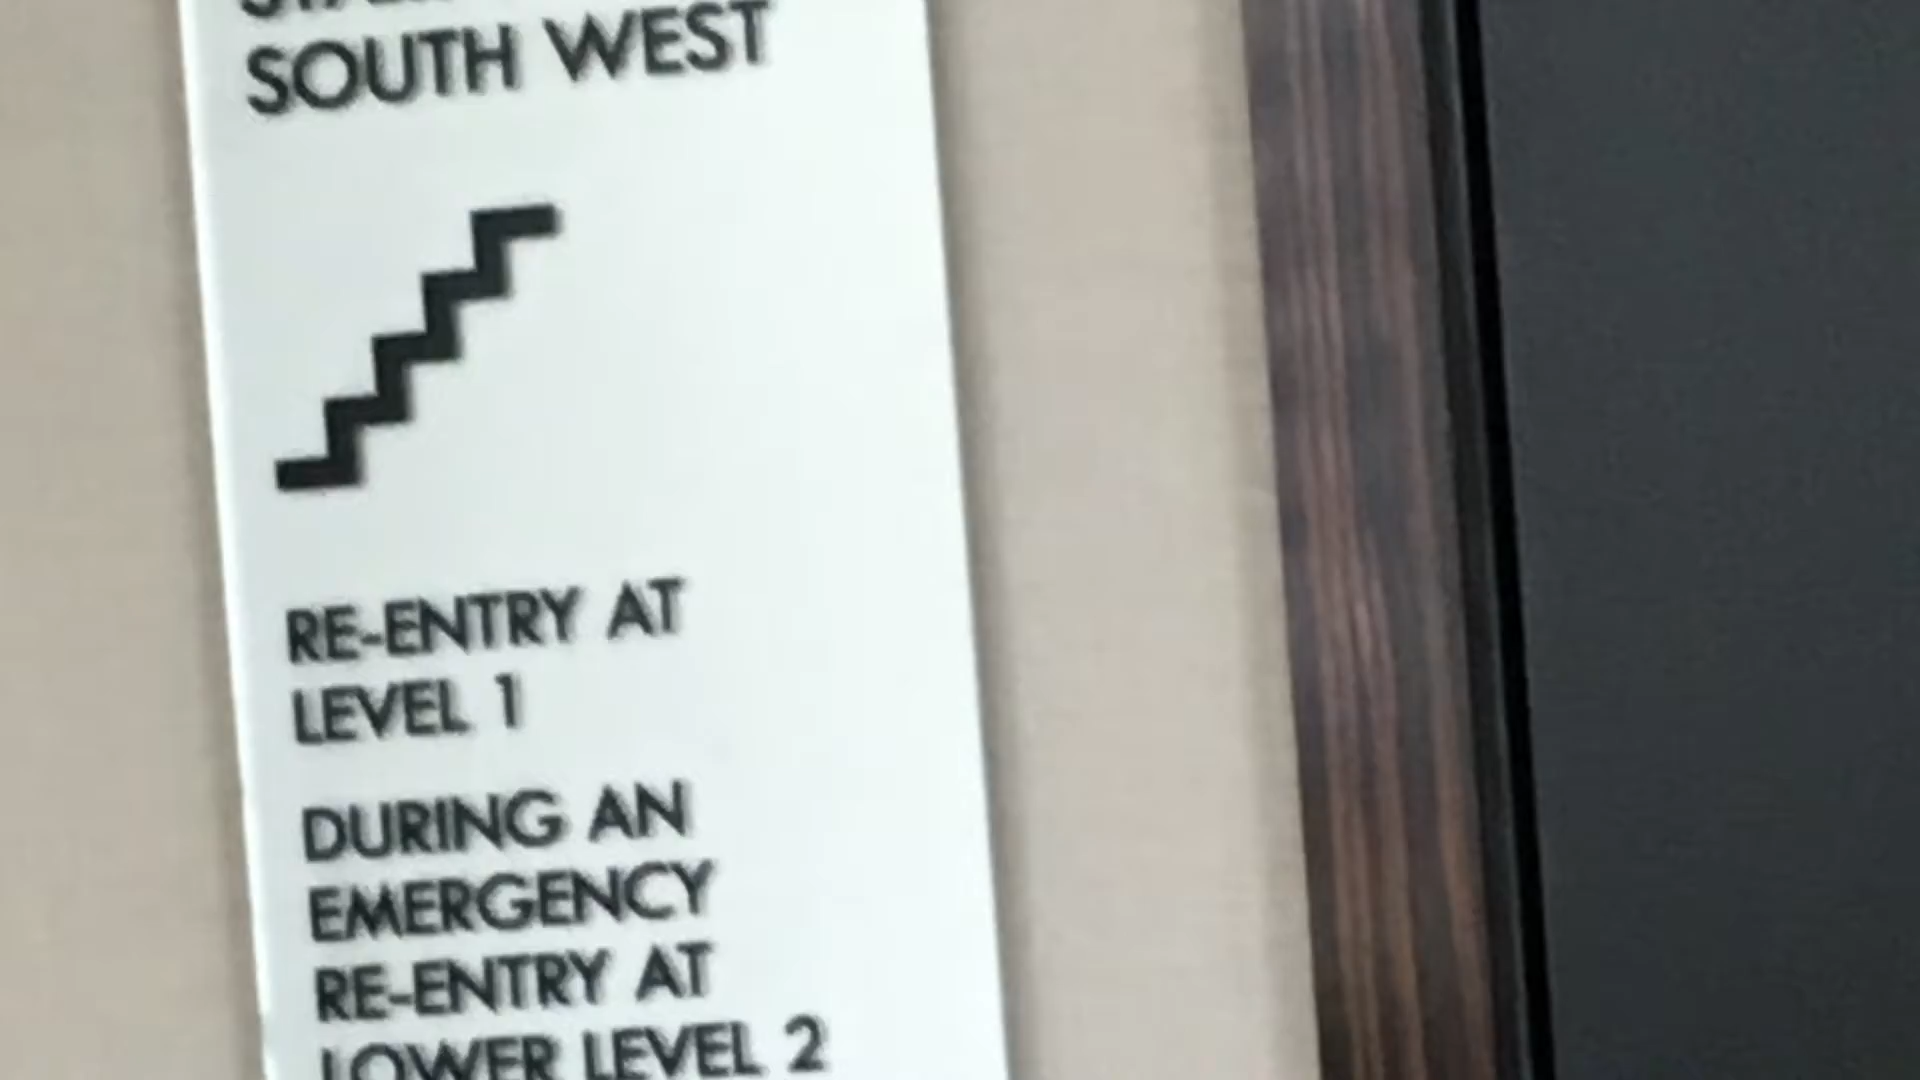 SOUTH WEST
RE-ENTRY AT
LEVEL 1
DURING AN
EMERGENCY
RE-ENTRY AT
LOWER LEVEL 2